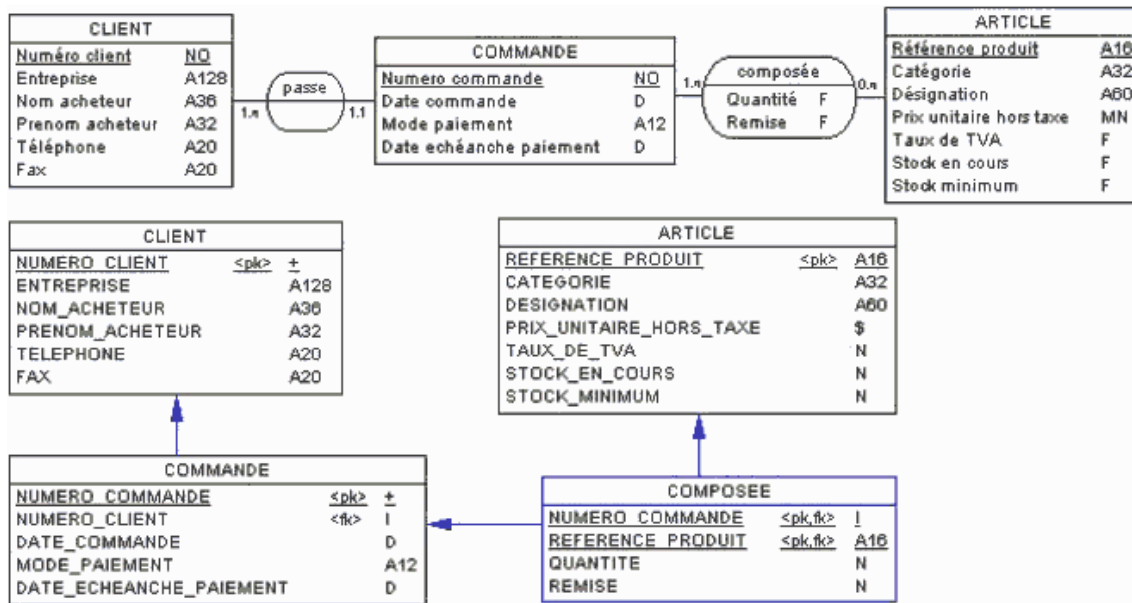 CLIENT
Numéro client NO
Entreprise A128
Nom acheteur A36
Prenom acheteur A32
Téléphone A20
Fax A20
1.n
passe
1.1
COMMANDE
Numero commande NO
Date commande D
Mode paiement A12
Date echéanche paiement D
1.n
composée
Quantité F
Remise F
0.n
ARTICLE
Référence produit A16
Catégorie A32
Désignation A60
Prix unitaire hors taxe MN
Taux de TVA F
Stock en cours F
Stock minimum F
CLIENT
NUMERO_CLIENT <pk> +
ENTREPRISE A128
NOM_ACHETEUR A36
PRENOM_ACHETEUR A32
TELEPHONE A20
FAX A20
ARTICLE
REFERENCE_PRODUIT <pk> A16
CATEGORIE A32
DESIGNATION A60
PRIX_UNITAIRE_HORS_TAXE $
TAUX_DE_TVA N
STOCK_EN_COURS N
STOCK_MINIMUM N
COMMANDE
NUMERO_COMMANDE <pk> +
NUMERO_CLIENT <fk> I
DATE_COMMANDE D
MODE_PAIEMENT A12
DATE_ECHEANCHE_PAIEMENT D
COMPOSEE
NUMERO_COMMANDE <pk,fk> I
REFERENCE_PRODUIT <pk,fk> A16
QUANTITE N
REMISE N